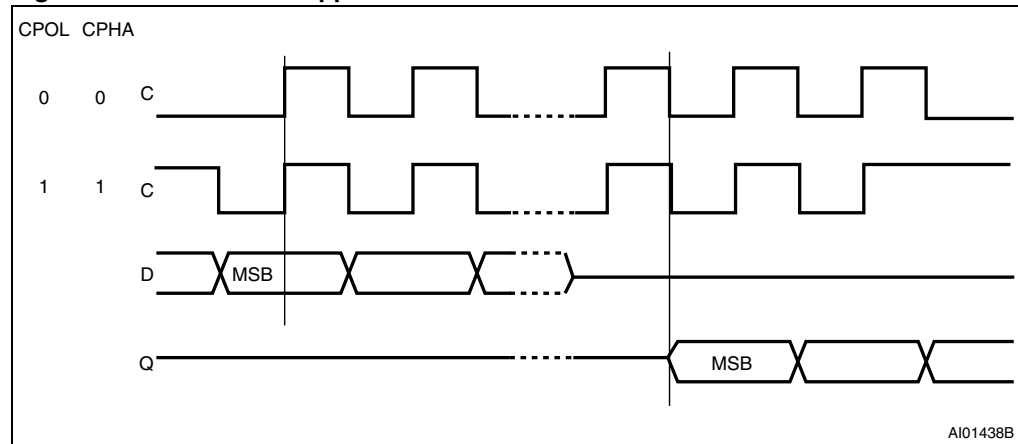 CPOL CPHA
0 0 C
1 1 C
D MSB
Q MSB
AI01438B